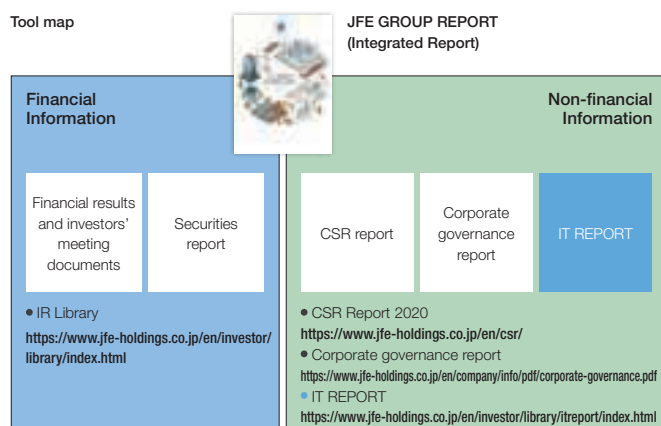 Tool map
JFE GROUP REPORT
(Integrated Report)
Financial
Information
Non-financial
Information
Financial results
and investors'
meeting
documents
Securities
report
CSR report
Corporate
governance
report
IT REPORT
● IR Library
https://www.jfe-holdings.co.jp/en/investor/
library/index.html
● CSR Report 2020
https://www.jfe-holdings.co.jp/en/csr/
● Corporate governance report
https://www.jfe-holdings.co.jp/en/company/info/pdf/corporate-governance.pdf
● IT REPORT
https://www.jfe-holdings.co.jp/en/investor/library/itreport/index.html